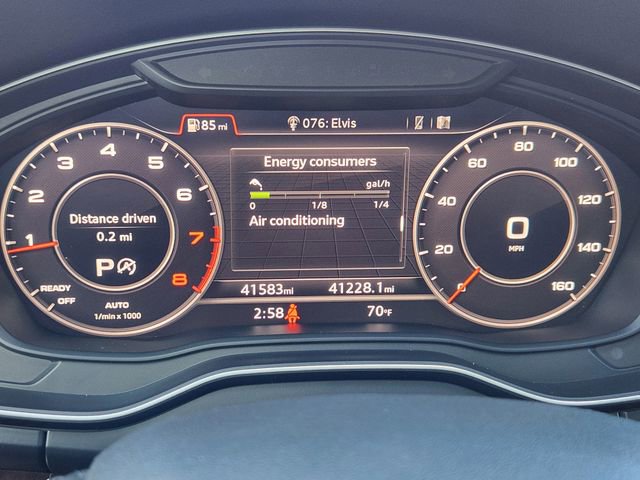 85 mi
076: Elvis
Energy consumers
gal/h
0 1/8 1/4
Air conditioning
1 2 3 4 5 6 7 8
Distance driven
0.2 mi
P
READY
OFF
AUTO
1/min x 1000
0 20 40 60 80 100 120 140 160
0
MPH
41583mi 41228.1mi
2:58 70°F